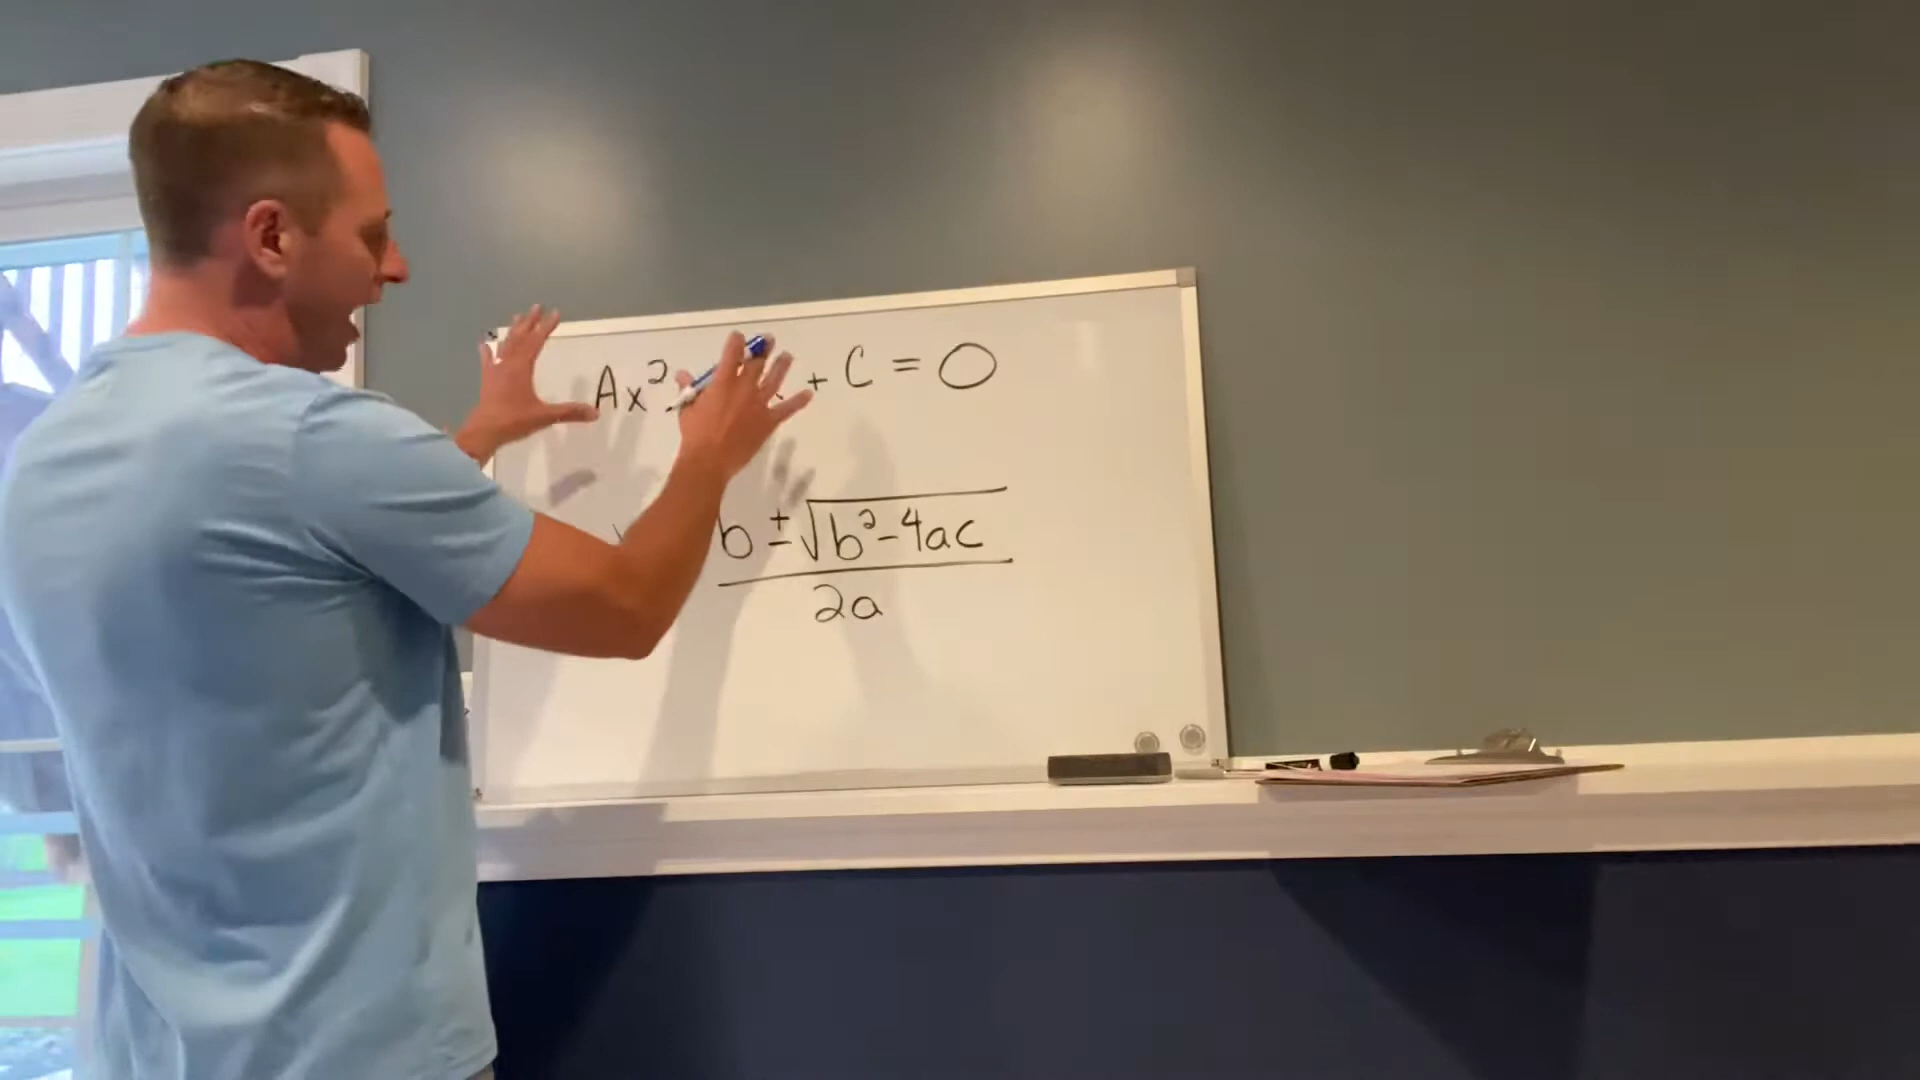 Ax² + C = 0
b ± √b²-4ac
2a